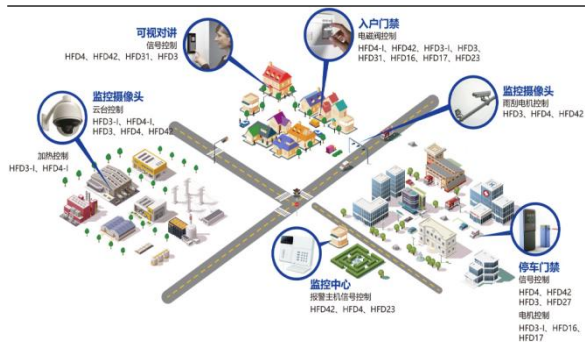 可视对讲
信号控制
HFD4、HFD42、HFD31、HFD3
入户门禁
电磁阀控制
HFD4-I、HFD42、HFD3-I、HFD3、
HFD31、HFD16、HFD17、HFD23
监控摄像头
云台控制
HFD3-I、HFD4-I、
HFD3、HFD4、HFD42
加热控制
HFD3-I、HFD4-I
监控摄像头
雨刮电机控制
HFD3、HFD4、HFD42
监控中心
报警主机信号控制
HFD42、HFD4、HFD23
停车门禁
信号控制
HFD4、HFD42
HFD3、HFD27
电机控制
HFD3-I、HFD16、
HFD17